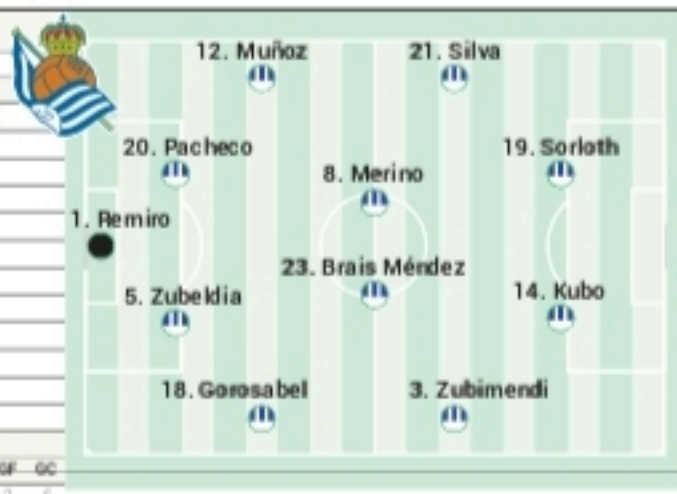 12. Muñoz
21. Silva
20. Pacheco
19. Sorloth
8. Merino
1. Remiro
23. Brais Méndez
5. Zubeldia
14. Kubo
18. Gorosabel
3. Zubimendi
GF GC